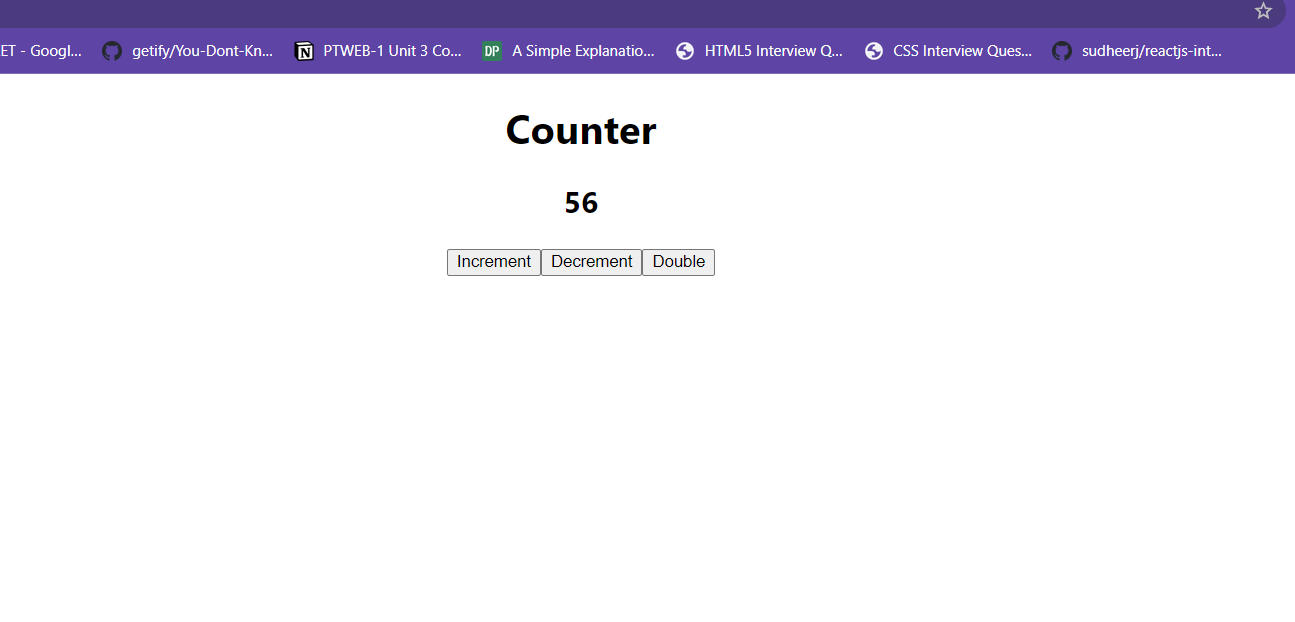 ET - Googl... getify/You-Dont-Kn... PTWEB-1 Unit 3 Co... DP A Simple Explanatio... HTML5 Interview Q... CSS Interview Ques... sudheerj/reactjs-int...
Counter
56
Increment Decrement Double